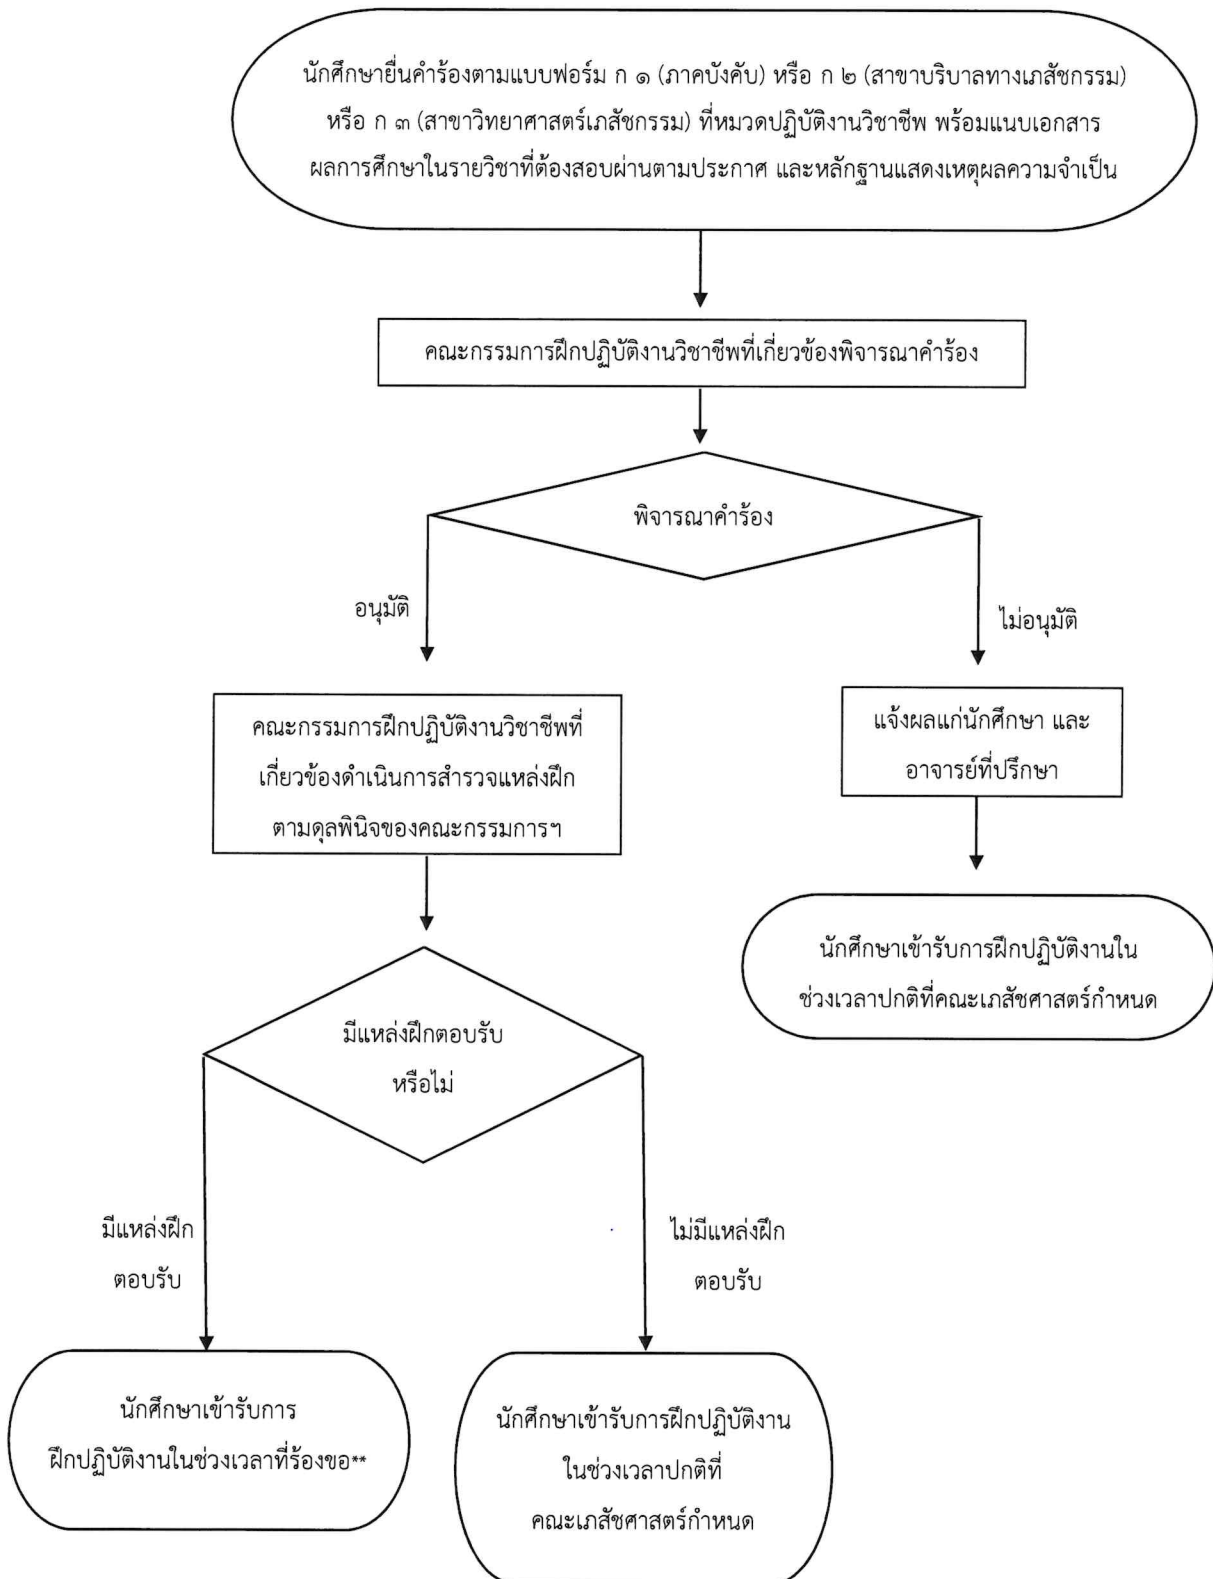 นักศึกษายื่นคำร้องตามแบบฟอร์ม ก ๑ (ภาคบังคับ) หรือ ก ๒ (สาขาบริบาลทางเภสัชกรรม)
หรือ ก ๓ (สาขาวิทยาศาสตร์เภสัชกรรม) ที่หมวดปฏิบัติงานวิชาชีพ พร้อมแนบเอกสาร
ผลการศึกษาในรายวิชาที่ต้องสอบผ่านตามประกาศ และหลักฐานแสดงเหตุผลความจำเป็น
คณะกรรมการฝึกปฏิบัติงานวิชาชีพที่เกี่ยวข้องพิจารณาคำร้อง
พิจารณาคำร้อง
อนุมัติ
ไม่อนุมัติ
คณะกรรมการฝึกปฏิบัติงานวิชาชีพที่
เกี่ยวข้องดำเนินการสำรวจแหล่งฝึก
ตามดุลพินิจของคณะกรรมการฯ
แจ้งผลแก่นักศึกษา และ
อาจารย์ที่ปรึกษา
นักศึกษาเข้ารับการฝึกปฏิบัติงานใน
ช่วงเวลาปกติที่คณะเภสัชศาสตร์กำหนด
มีแหล่งฝึกตอบรับ
หรือไม่
มีแหล่งฝึก
ตอบรับ
ไม่มีแหล่งฝึก
ตอบรับ
นักศึกษาเข้ารับการ
ฝึกปฏิบัติงานในช่วงเวลาที่ร้องขอ**
นักศึกษาเข้ารับการฝึกปฏิบัติงาน
ในช่วงเวลาปกติที่
คณะเภสัชศาสตร์กำหนด